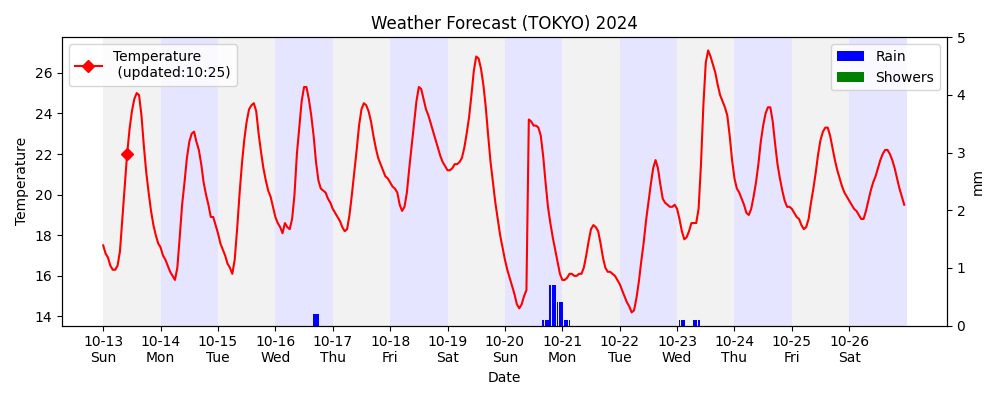 Weather Forecast (TOKYO) 2024
Temperature
(updated:10:25)
Rain
Showers
Temperature
26
24
22
20
18
16
14
5
4
3
2
1
0
mm
10-13 10-14 10-15 10-16 10-17 10-18 10-19 10-20 10-21 10-22 10-23 10-24 10-25 10-26
Sun Mon Tue Wed Thu Fri Sat Sun Mon Tue Wed Thu Fri Sat
Date